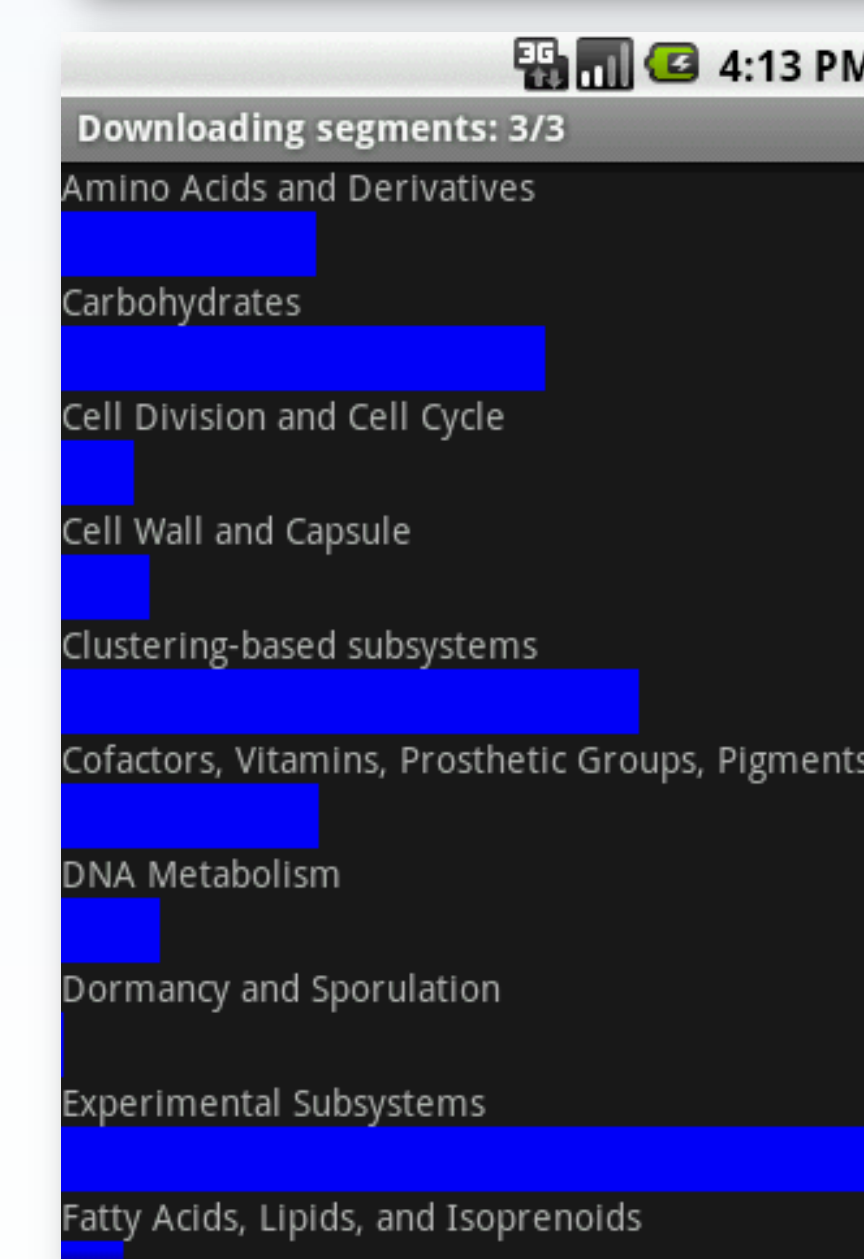 3G 4:13 PM
Downloading segments: 3/3
Amino Acids and Derivatives
Carbohydrates
Cell Division and Cell Cycle
Cell Wall and Capsule
Clustering-based subsystems
Cofactors, Vitamins, Prosthetic Groups, Pigments
DNA Metabolism
Dormancy and Sporulation
Experimental Subsystems
Fatty Acids, Lipids, and Isoprenoids